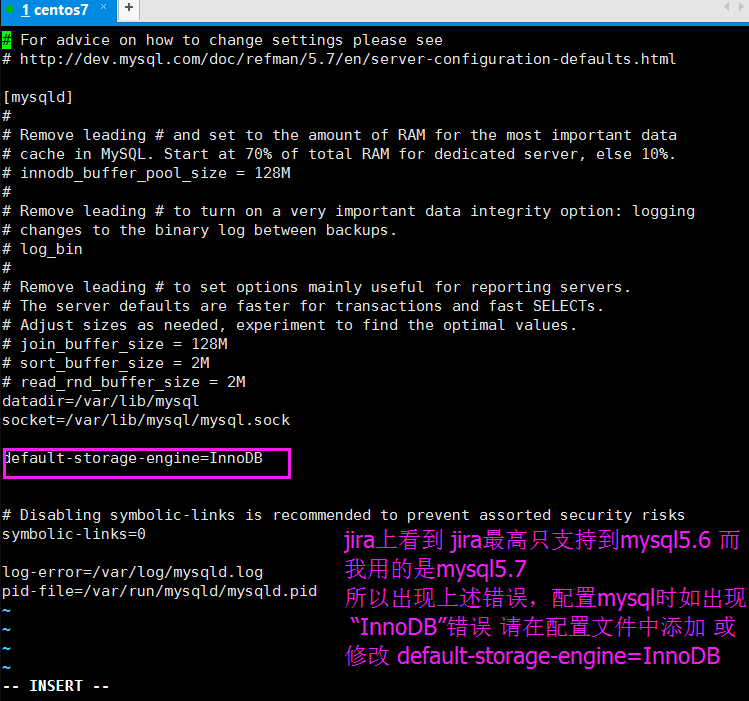 1 centos7
# For advice on how to change settings please see
# http://dev.mysql.com/doc/refman/5.7/en/server-configuration-defaults.html
[mysqld]
#
# Remove leading # and set to the amount of RAM for the most important data
# cache in MySQL. Start at 70% of total RAM for dedicated server, else 10%.
# innodb_buffer_pool_size = 128M
#
# Remove leading # to turn on a very important data integrity option: logging
# changes to the binary log between backups.
# log_bin
#
# Remove leading # to set options mainly useful for reporting servers.
# The server defaults are faster for transactions and fast SELECTs.
# Adjust sizes as needed, experiment to find the optimal values.
# join_buffer_size = 128M
# sort_buffer_size = 2M
# read_rnd_buffer_size = 2M
datadir=/var/lib/mysql
socket=/var/lib/mysql/mysql.sock
default-storage-engine=InnoDB
# Disabling symbolic-links is recommended to prevent assorted security risks
symbolic-links=0
log-error=/var/log/mysqld.log
pid-file=/var/run/mysqld/mysqld.pid
~
~
~
~
-- INSERT --
jira上看到 jira最高只支持到mysql5.6 而
我用的是mysql5.7
所以出现上述错误，配置mysql时如出现
“InnoDB”错误 请在配置文件中添加 或
修改 default-storage-engine=InnoDB